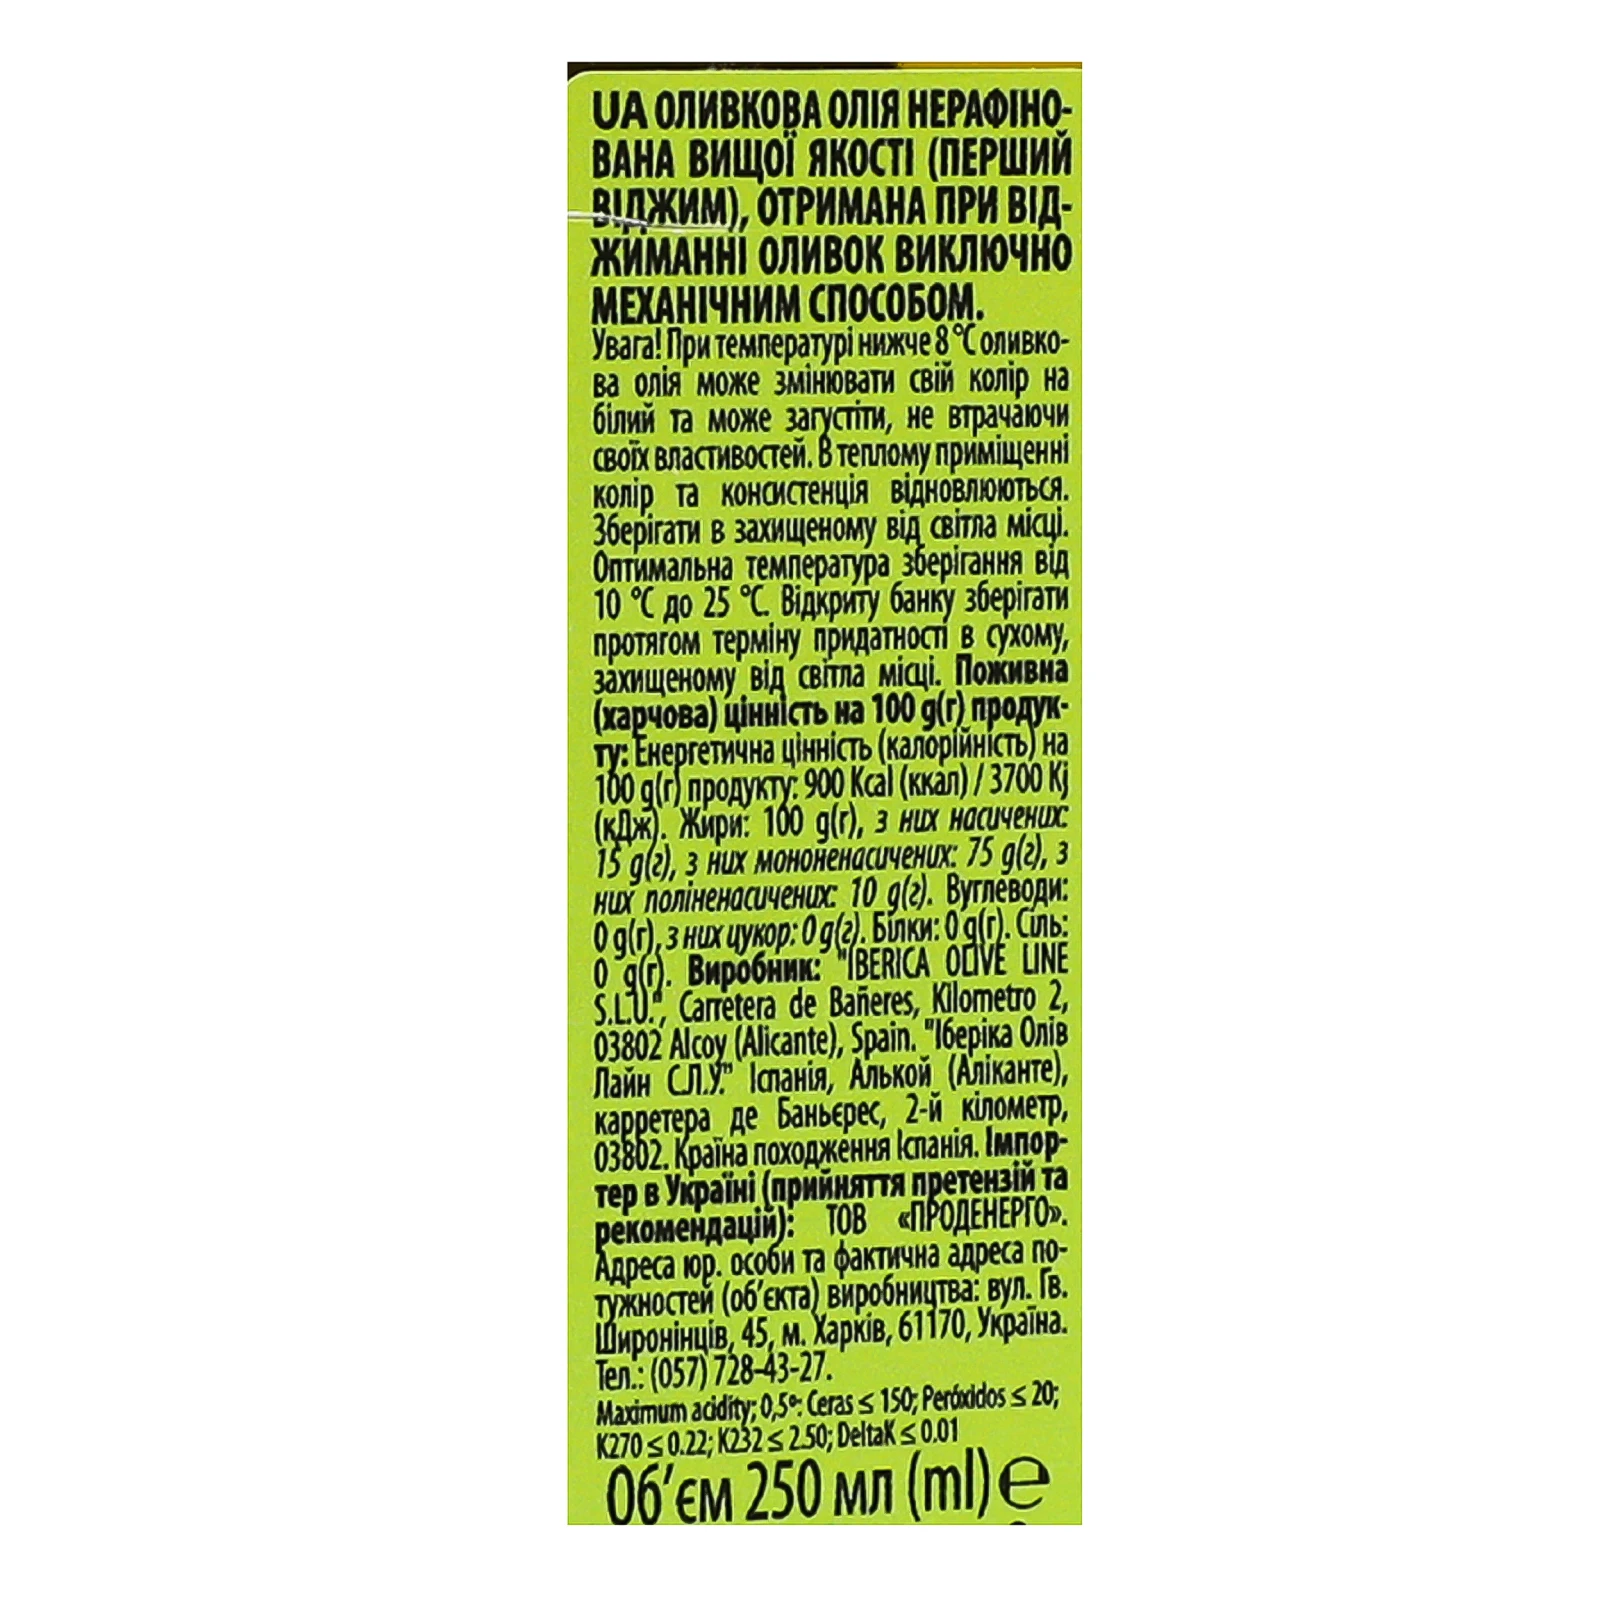 UA ОЛИВКОВА ОЛІЯ НЕРАФІНО-
ВАНА ВИЩОЇ ЯКОСТІ (ПЕРШИЙ
ВІДЖИМ), ОТРИМАНА ПРИ ВІД-
ЖИМАННІ ОЛИВОК ВИКЛЮЧНО
МЕХАНІЧНИМ СПОСОБОМ.
Увага! При температурі нижче 8 °C оливко-
ва олія може змінювати свій колір на
білий та може загустіти, не втрачаючи
своїх властивостей. В теплому приміщенні
колір та консистенція відновлюються.
Зберігати в захищеному від світла місці.
Оптимальна температура зберігання від
10 °C до 25 °C. Відкриту банку зберігати
протягом терміну придатності в сухому,
захищеному від світла місці. Поживна
(харчова) цінність на 100 g(г) продук-
ту: Енергетична цінність (калорійність) на
100 g(г) продукту: 900 Kcal (ккал) / 3700 Kj
(кДж). Жири: 100 g(г), з них насичених:
15 g(г), з них мононенасичених: 75 g(г), з
них поліненасичених: 10 g(г). Вуглеводи:
0 g(г), з них цукор: 0 g(г). Білки: 0 g(г). Сіль:
0 g(г). Виробник: "IBERICA OLIVE LINE
S.L.U.", Carretera de Bañeres, Kilometro 2,
03802 Alcoy (Alicante), Spain. "Іберіка Олів
Лайн С.Л.У." Іспанія, Алькой (Аліканте),
карретера де Баньєрес, 2-й кілометр,
03802. Країна походження Іспанія. Імпор-
тер в Україні (прийняття претензій та
рекомендацій): ТОВ «ПРОДЕНЕРГО».
Адреса юр. особи та фактична адреса по-
тужностей (об’єкта) виробництва: вул. Гв.
Широнінців, 45, м. Харків, 61170, Україна.
Тел.: (057) 728-43-27.
Maximum acidity; 0,5º: Ceras ≤ 150; Peróxidos ≤ 20;
K270 ≤ 0.22; K232 ≤ 2.50; DeltaK ≤ 0.01
Об’єм 250 мл (ml) ℮